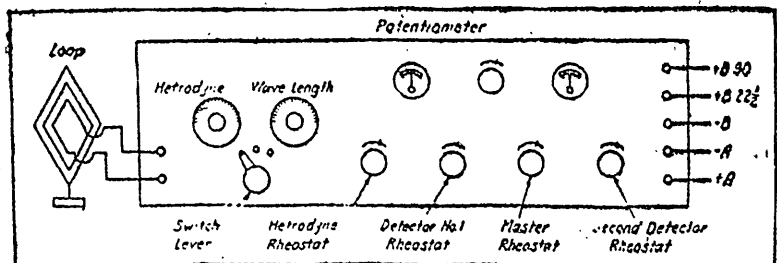 Potentiometer
Loop
Hetrodyne Wave Length
+B 90
+B 22½
-B
-A
+A
Switch Lever
Hetrodyne Rheostat
Detector No.1 Rheostat
Master Rheostat
Second Detector Rheostat